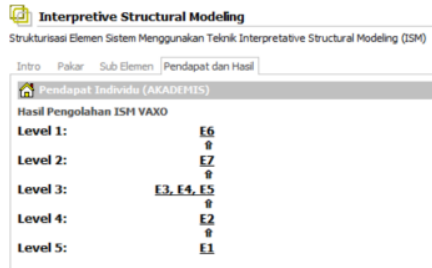 Interpretive Structural Modeling
Strukturisasi Elemen Sistem Menggunakan Teknik Interpretative Structural Modeling (ISM)
Intro Pakar Sub Elemen Pendapat dan Hasil
Pendapat Individu (AKADEMIS)
Hasil Pengolahan ISM VAXO
Level 1: E6
Level 2: E7
Level 3: E3, E4, E5
Level 4: E2
Level 5: E1